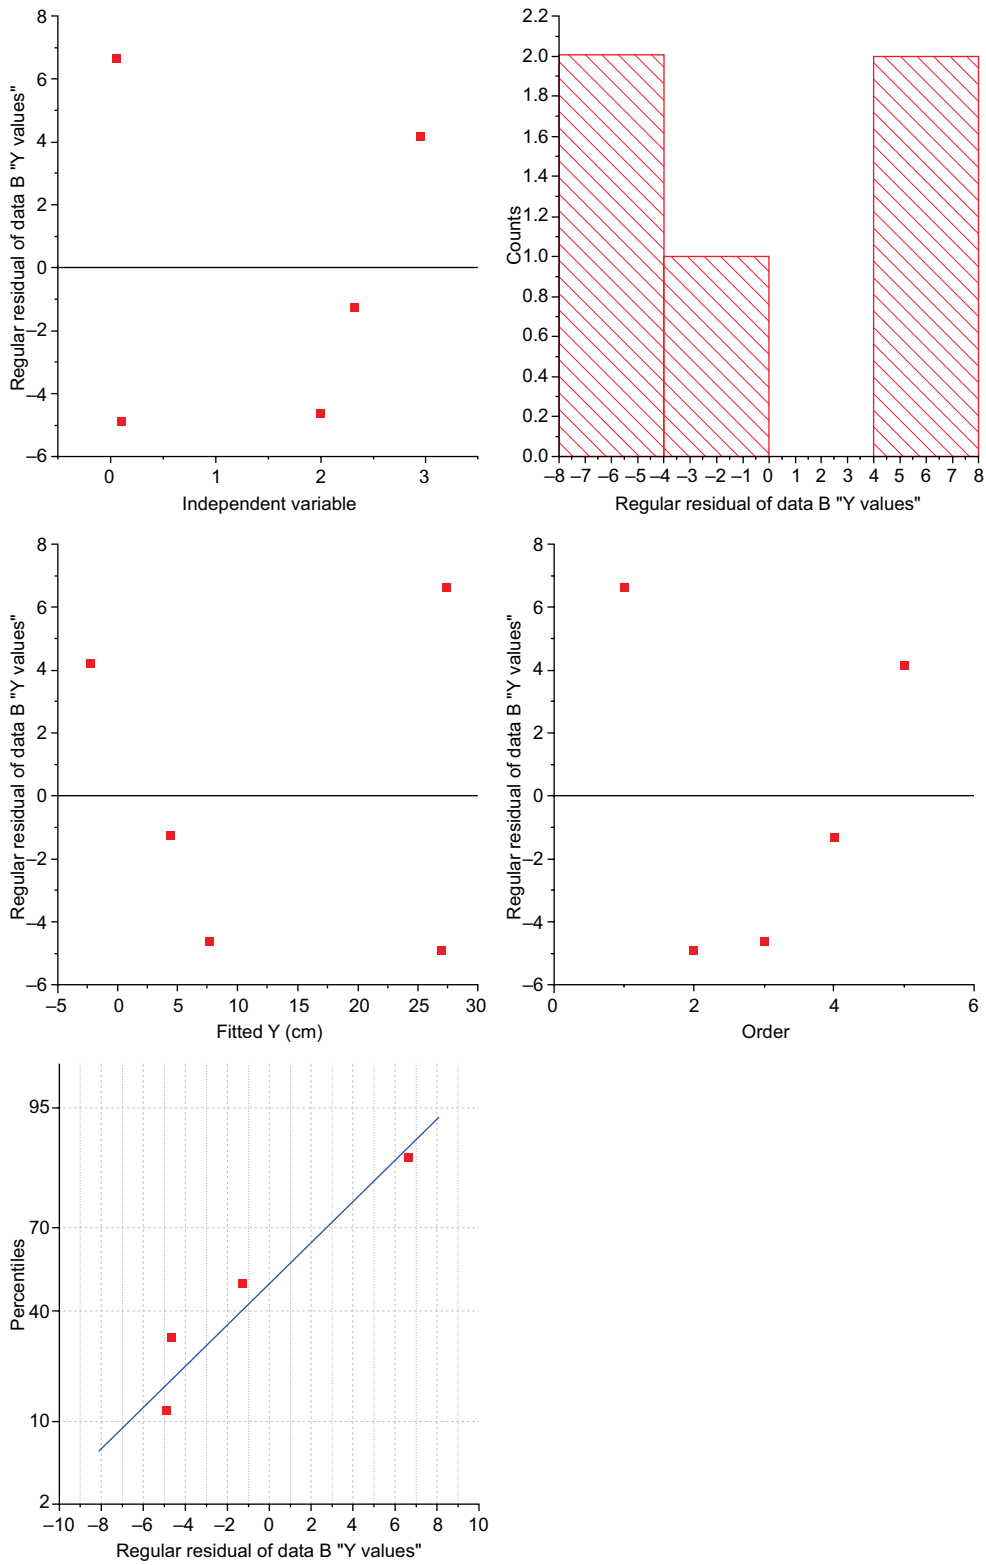 8
6
4
2
0
–2
–4
–6
Regular residual of data B "Y values"
0 1 2 3
Independent variable
2.2
2.0
1.8
1.6
1.4
1.2
1.0
0.8
0.6
0.4
0.2
0.0
Counts
–8 –7 –6 –5 –4 –3 –2 –1 0 1 2 3 4 5 6 7 8
Regular residual of data B "Y values"
8
6
4
2
0
–2
–4
–6
Regular residual of data B "Y values"
–5 0 5 10 15 20 25 30
Fitted Y (cm)
8
6
4
2
0
–2
–4
–6
Regular residual of data B "Y values"
0 2 4 6
Order
95
70
40
10
2
Percentiles
–10 –8 –6 –4 –2 0 2 4 6 8 10
Regular residual of data B "Y values"